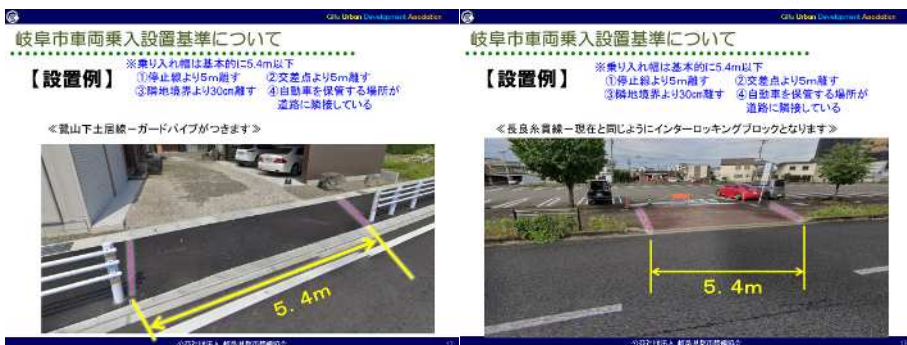 Gifu Urban Development Association
岐阜市車両乗入設置基準について
【設置例】
※乗り入れ幅は基本的に5.4m以下
①停止線より5m離す ②交差点より5m離す
③隣地境界より30cm離す ④自動車を保管する場所が
道路に隣接している
≪鷺山下土居線－ガードパイプがつきます≫
5.4m
Gifu Urban Development Association
岐阜市車両乗入設置基準について
【設置例】
※乗り入れ幅は基本的に5.4m以下
①停止線より5m離す ②交差点より5m離す
③隣地境界より30cm離す ④自動車を保管する場所が
道路に隣接している
≪長良糸貫線－現在と同じようにインターロッキングブロックとなります≫
5.4m